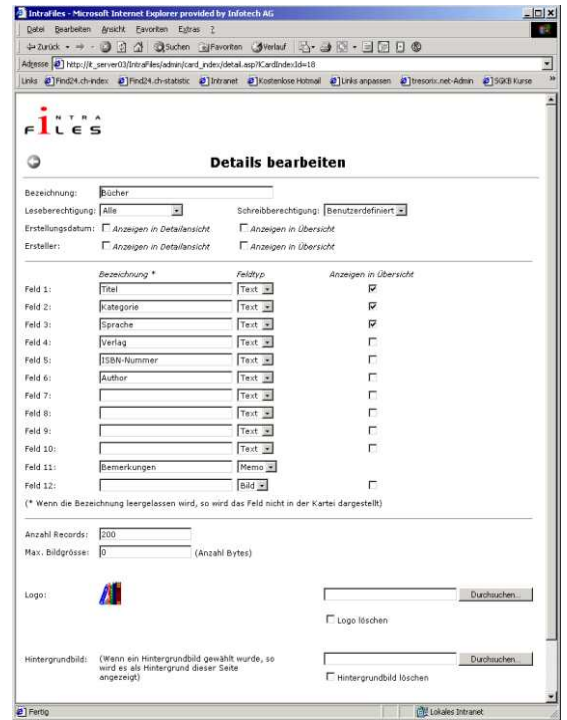 IntraFiles - Microsoft Internet Explorer provided by Infotech AG
Datei Bearbeiten Ansicht Favoriten Extras ?
Zurück Suchen Favoriten Verlauf
Adresse http://it_server03/IntraFiles/admin/card_index/detail.asp?lCardIndexId=18
Links Find24.ch-index Find24.ch-statistic Intranet Kostenlose Hotmail Links anpassen tresorix.net-Admin SGKB Kurse
INTRA
FILES
Details bearbeiten
Bezeichnung: Bücher
Leseberechtigung: Alle Schreibberechtigung: Benutzerdefiniert
Erstellungsdatum: Anzeigen in Detailansicht Anzeigen in Übersicht
Ersteller: Anzeigen in Detailansicht Anzeigen in Übersicht
Bezeichnung * Feldtyp Anzeigen in Übersicht
Feld 1: Titel Text
Feld 2: Kategorie Text
Feld 3: Sprache Text
Feld 4: Verlag Text
Feld 5: ISBN-Nummer Text
Feld 6: Author Text
Feld 7: Text
Feld 8: Text
Feld 9: Text
Feld 10: Text
Feld 11: Bemerkungen Memo
Feld 12: Bild
(* Wenn die Bezeichnung leergelassen wird, so wird das Feld nicht in der Kartei dargestellt)
Anzahl Records: 200
Max. Bildgrösse: 0 (Anzahl Bytes)
Logo: Durchsuchen...
Logo löschen
Hintergrundbild: (Wenn ein Hintergrundbild gewählt wurde, so Durchsuchen...
wird es als Hintergrund dieser Seite
angezeigt) Hintergrundbild löschen
Fertig Lokales Intranet